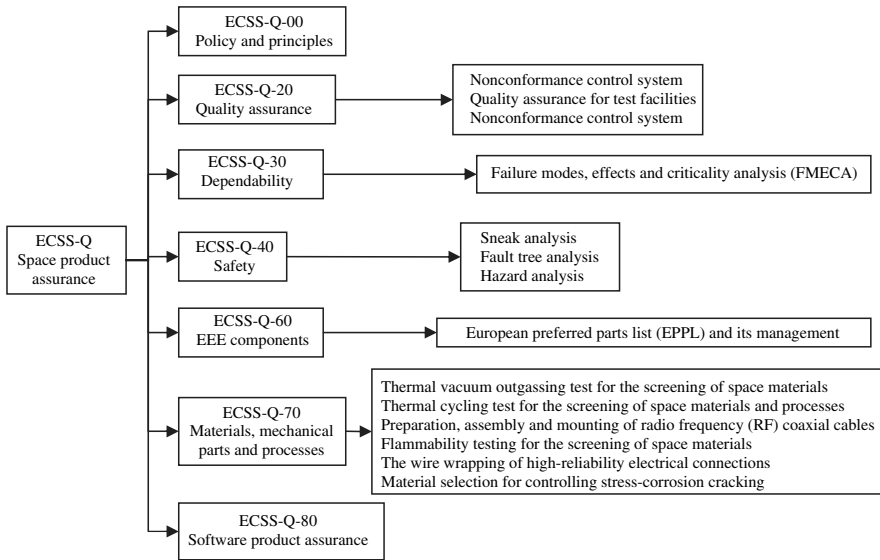 ECSS-Q
Space product
assurance
ECSS-Q-00
Policy and principles
ECSS-Q-20
Quality assurance
Nonconformance control system
Quality assurance for test facilities
Nonconformance control system
ECSS-Q-30
Dependability
Failure modes, effects and criticality analysis (FMECA)
ECSS-Q-40
Safety
Sneak analysis
Fault tree analysis
Hazard analysis
ECSS-Q-60
EEE components
European preferred parts list (EPPL) and its management
ECSS-Q-70
Materials, mechanical
parts and processes
Thermal vacuum outgassing test for the screening of space materials
Thermal cycling test for the screening of space materials and processes
Preparation, assembly and mounting of radio frequency (RF) coaxial cables
Flammability testing for the screening of space materials
The wire wrapping of high-reliability electrical connections
Material selection for controlling stress-corrosion cracking
ECSS-Q-80
Software product assurance